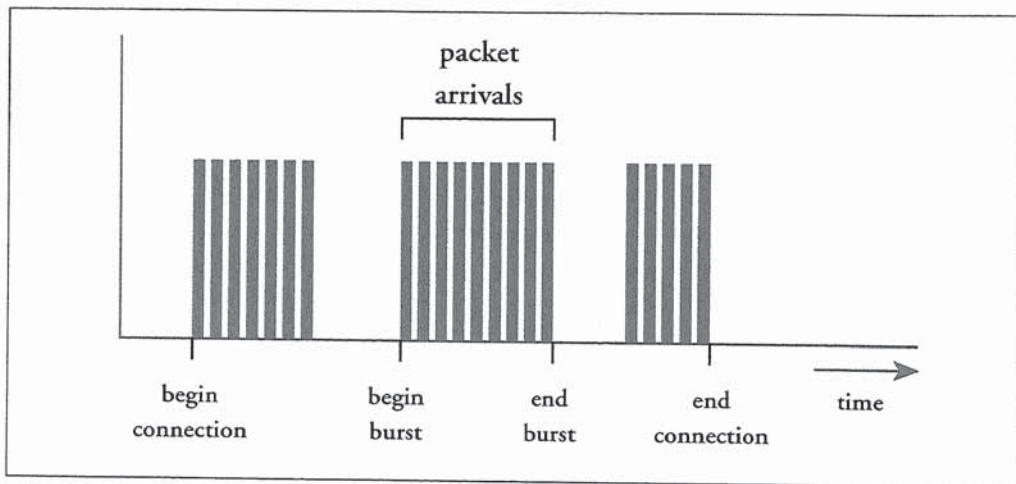 packet
arrivals
begin
connection
begin
burst
end
burst
end
connection
time